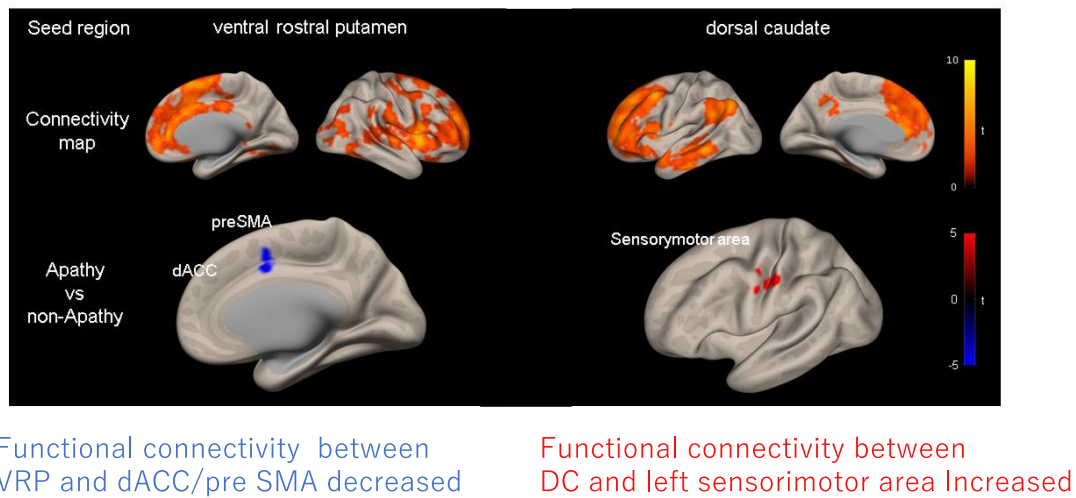 Seed region ventral rostral putamen dorsal caudate
10
Connectivity
map
t
0
preSMA
Sensorymotor area
5
dACC
Apathy
vs
non-Apathy
0 t
-5
Functional connectivity between
VRP and dACC/pre SMA decreased
Functional connectivity between
DC and left sensorimotor area Increased